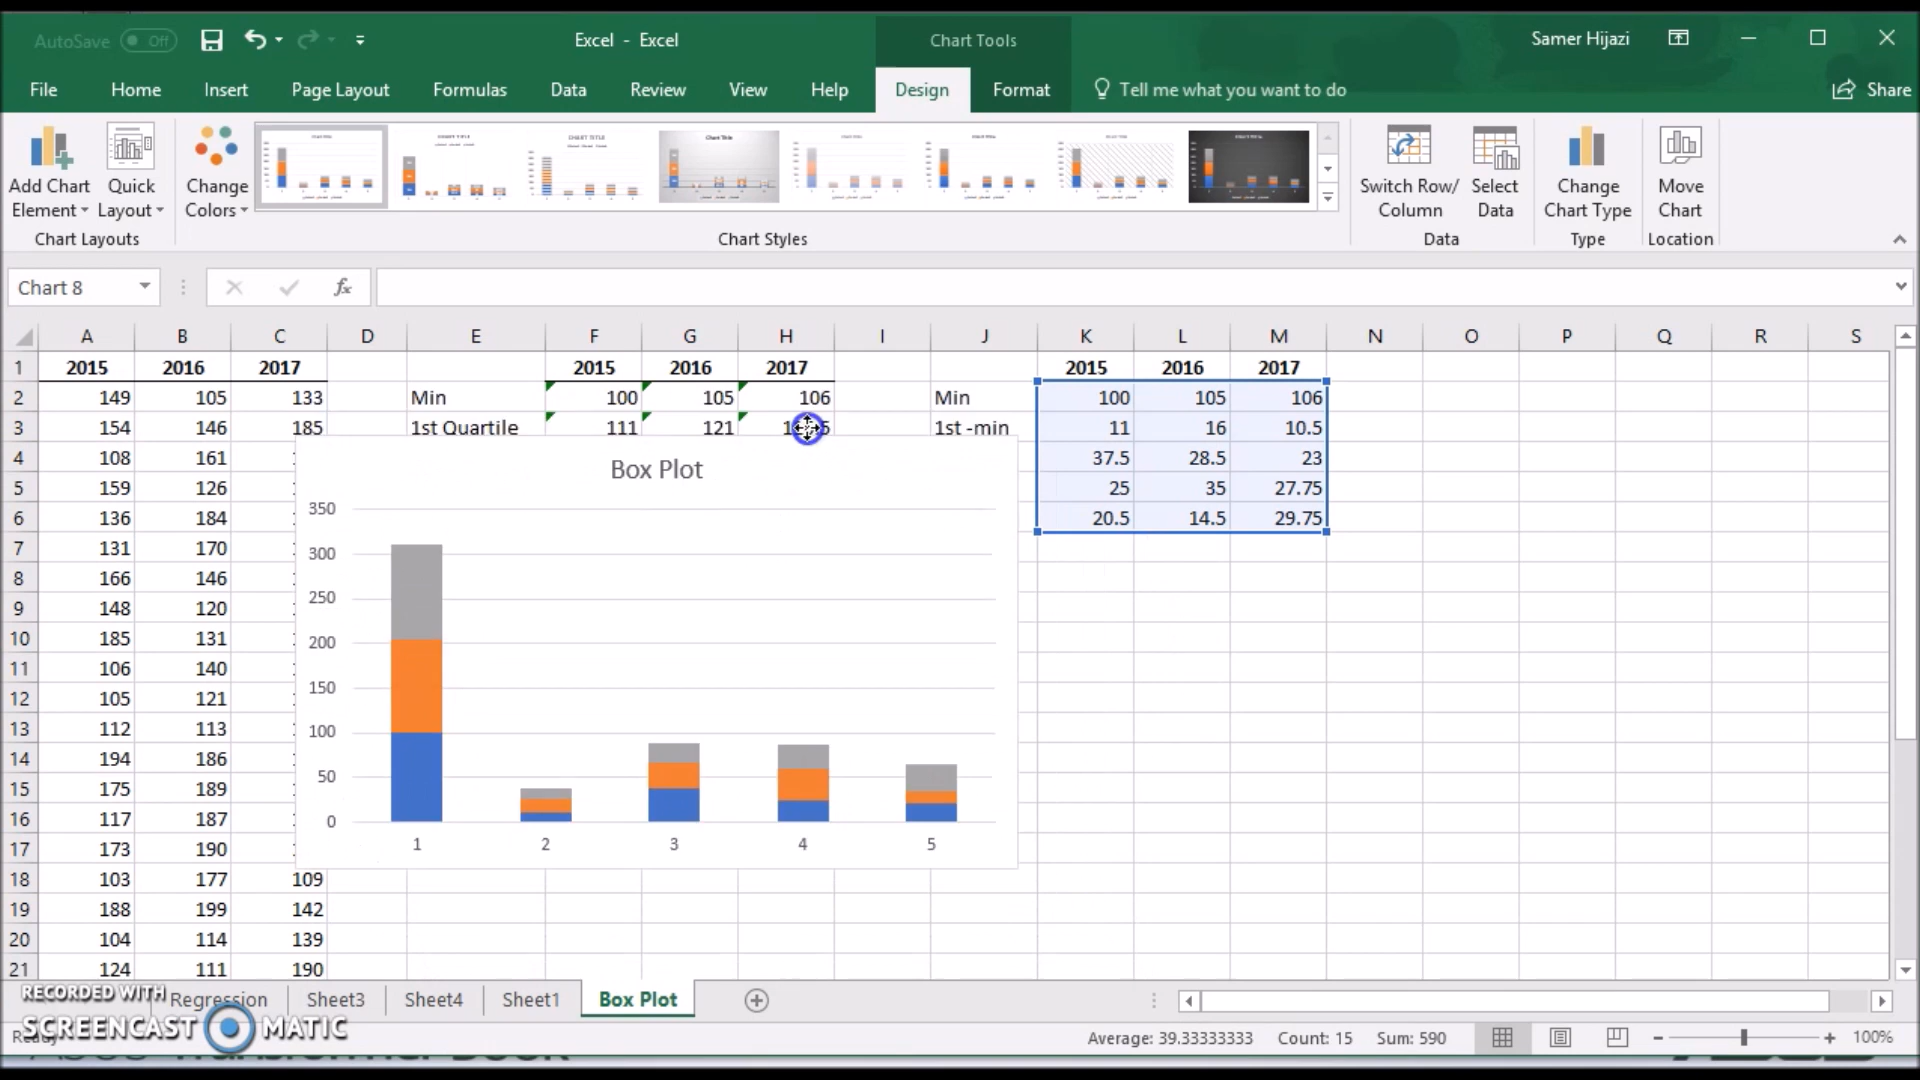 AutoSave Off Excel - Excel Chart Tools Samer Hijazi
File Home Insert Page Layout Formulas Data Review View Help Design Format Tell me what you want to do Share
Add Chart Element Quick Layout Change Colors Switch Row/ Column Select Data Change Chart Type Move Chart
Chart Layouts Chart Styles Data Type Location
Chart 8 fx
A B C D E F G H I J K L M N O P Q R S
1 2015 2016 2017 2015 2016 2017 2015 2016 2017
2 149 105 133 Min 100 105 106 Min 100 105 106
3 154 146 185 1st Quartile 111 121 1st -min 11 16 10.5
4 108 161 37.5 28.5 23
5 159 126 25 35 27.75
6 136 184 20.5 14.5 29.75
7 131 170
8 166 146
9 148 120
10 185 131
11 106 140
12 105 121
13 112 113
14 194 186
15 175 189
16 117 187
17 173 190
18 103 177 109
19 188 199 142
20 104 114 139
21 124 111 190
Box Plot
350
300
250
200
150
100
50
0
1 2 3 4 5
Regression Sheet3 Sheet4 Sheet1 Box Plot
RECORDED WITH
SCREENCAST MATIC
Average: 39.33333333 Count: 15 Sum: 590 100%